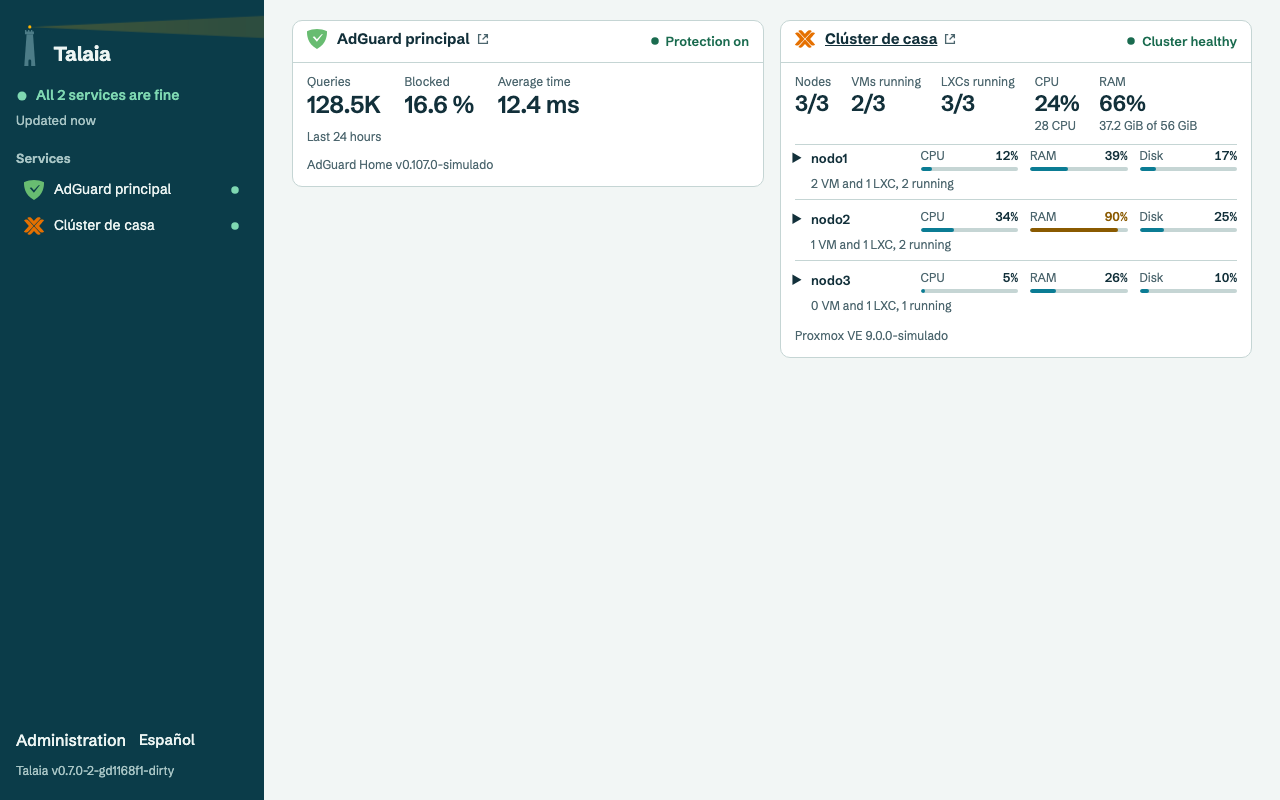 Talaia
All 2 services are fine
Updated now
Services
AdGuard principal
Clúster de casa
Administration Español
Talaia v0.7.0-2-gd1168f1-dirty
AdGuard principal
Protection on
Queries Blocked Average time
128.5K 16.6 % 12.4 ms
Last 24 hours
AdGuard Home v0.107.0-simulado
Clúster de casa
Cluster healthy
Nodes VMs running LXCs running CPU RAM
3/3 2/3 3/3 24% 66%
28 CPU 37.2 GiB of 56 GiB
nodo1 CPU 12% RAM 39% Disk 17%
2 VM and 1 LXC, 2 running
nodo2 CPU 34% RAM 90% Disk 25%
1 VM and 1 LXC, 2 running
nodo3 CPU 5% RAM 26% Disk 10%
0 VM and 1 LXC, 1 running
Proxmox VE 9.0.0-simulado